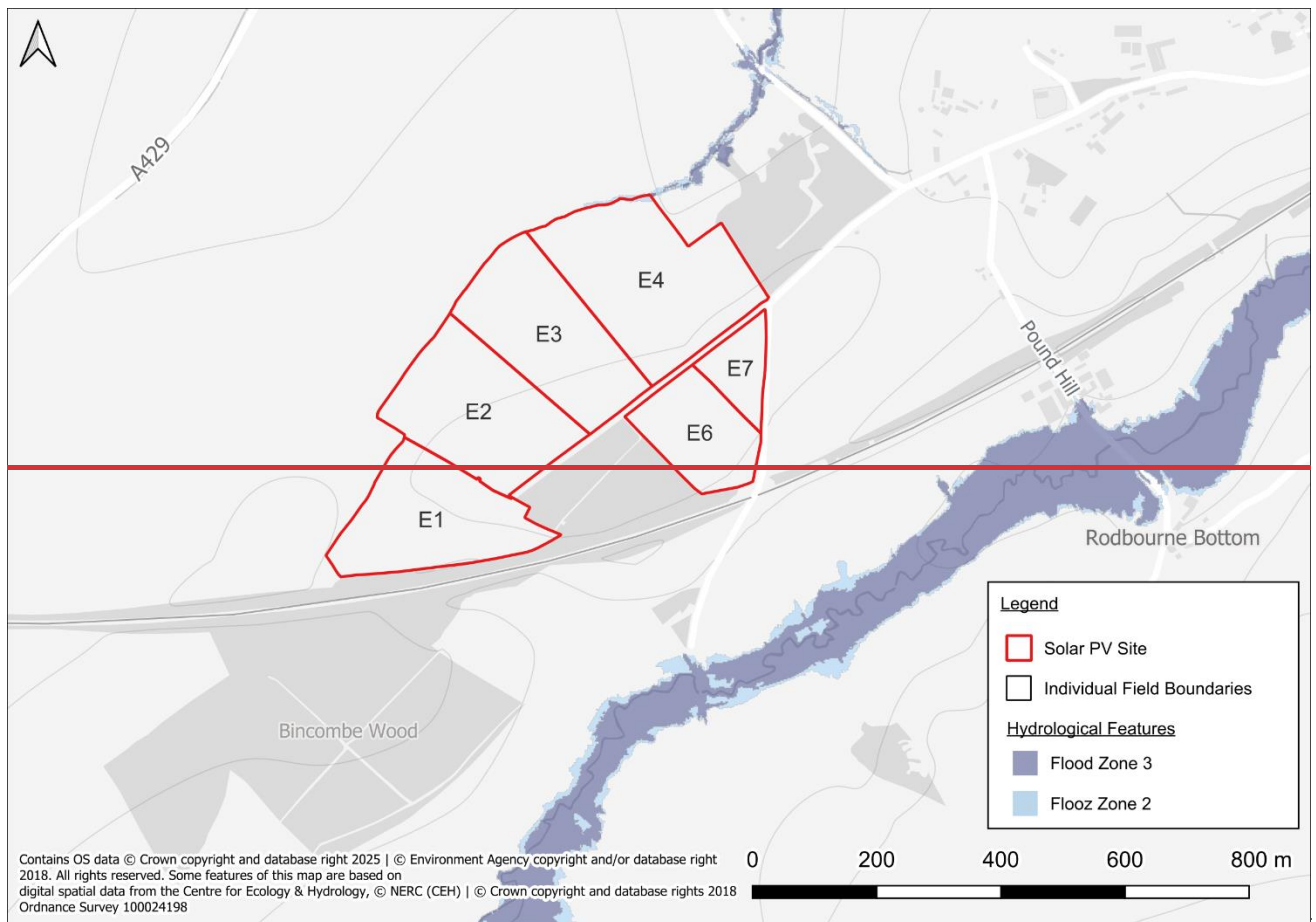 A429
E4
E3
E7
Pound Hill
E2
E6
E1
Rodbourne Bottom
Bincombe Wood
Legend
Solar PV Site
Individual Field Boundaries
Hydrological Features
Flood Zone 3
Flooz Zone 2
Contains OS data © Crown copyright and database right 2025 | © Environment Agency copyright and/or database right
2018. All rights reserved. Some features of this map are based on
digital spatial data from the Centre for Ecology & Hydrology, © NERC (CEH) | © Crown copyright and database rights 2018
Ordnance Survey 100024198
0 200 400 600 800 m